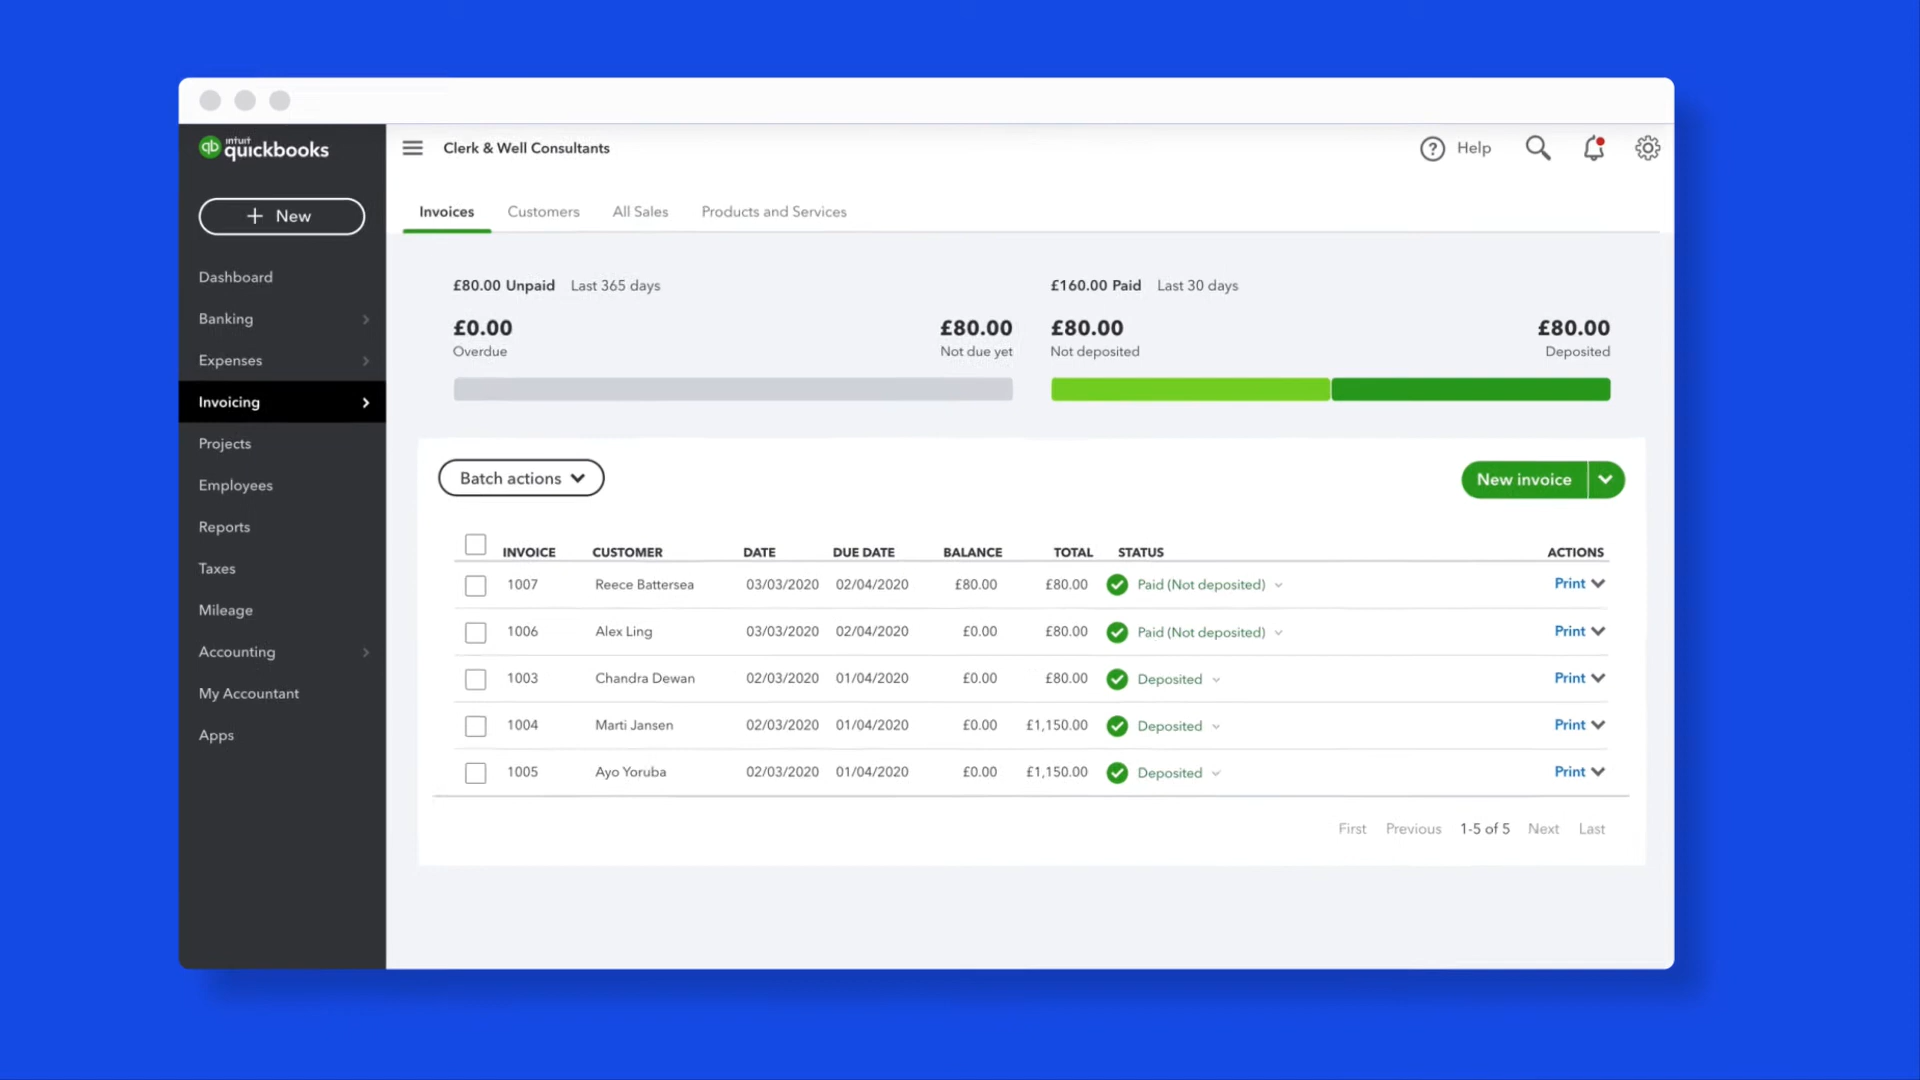 intuit
quickbooks
Clerk & Well Consultants
? Help
+ New
Invoices Customers All Sales Products and Services
Dashboard
Banking
Expenses
Invoicing
Projects
Employees
Reports
Taxes
Mileage
Accounting
My Accountant
Apps
£80.00 Unpaid Last 365 days
£0.00 £80.00
Overdue Not due yet
£160.00 Paid Last 30 days
£80.00 £80.00
Not deposited Deposited
Batch actions
New invoice
INVOICE CUSTOMER DATE DUE DATE BALANCE TOTAL STATUS ACTIONS
1007 Reece Battersea 03/03/2020 02/04/2020 £80.00 £80.00 Paid (Not deposited) Print
1006 Alex Ling 03/03/2020 02/04/2020 £0.00 £80.00 Paid (Not deposited) Print
1003 Chandra Dewan 02/03/2020 01/04/2020 £0.00 £80.00 Deposited Print
1004 Marti Jansen 02/03/2020 01/04/2020 £0.00 £1,150.00 Deposited Print
1005 Ayo Yoruba 02/03/2020 01/04/2020 £0.00 £1,150.00 Deposited Print
First Previous 1-5 of 5 Next Last